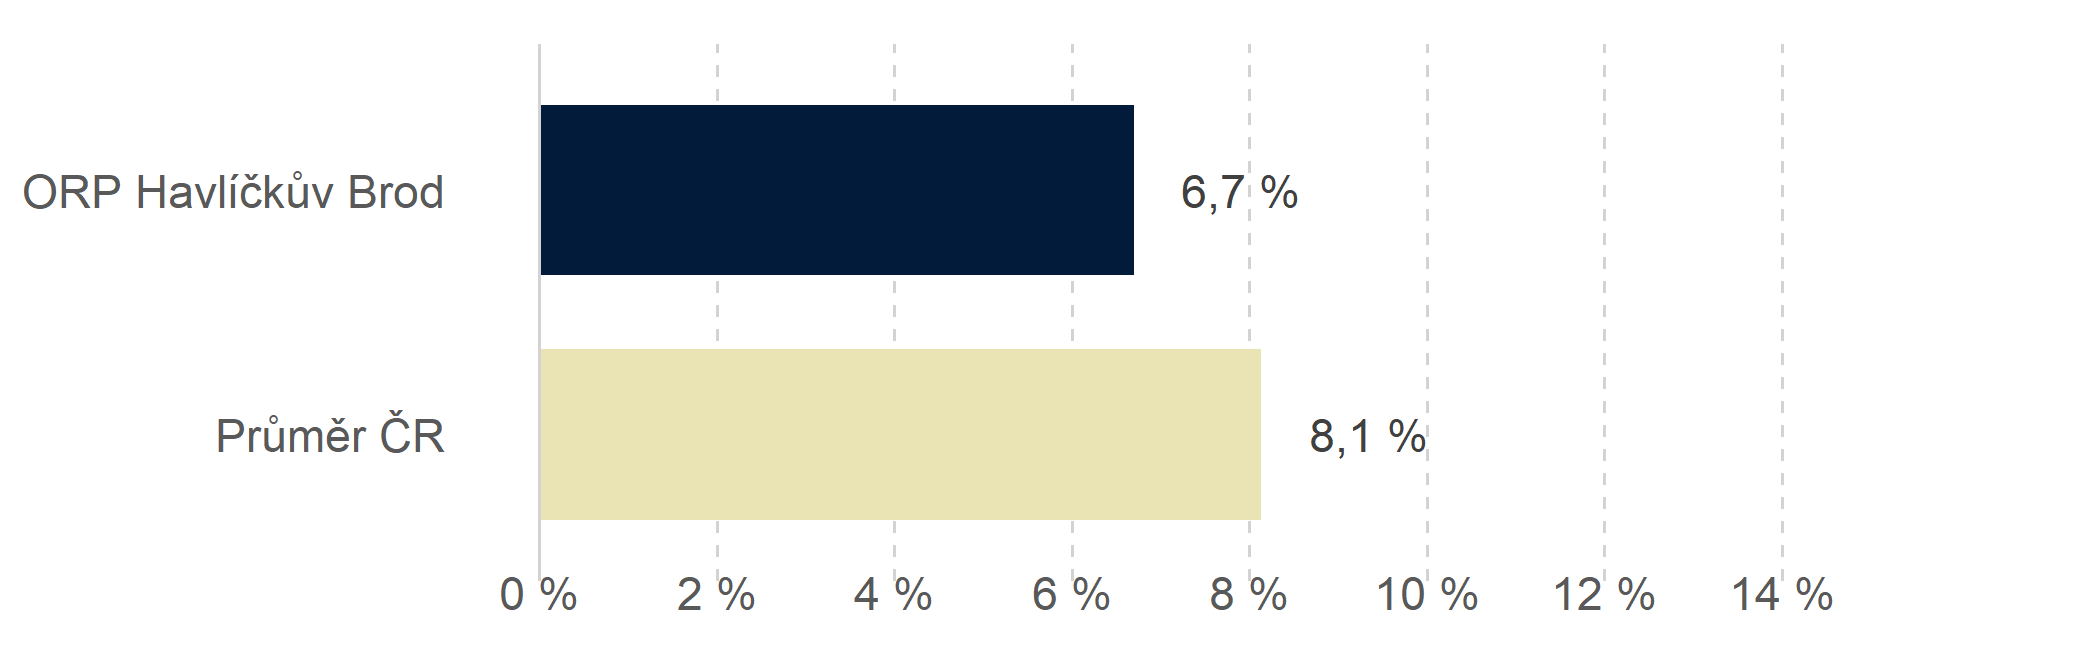 ORP Havlíčkův Brod
6,7 %
Průměr ČR
8,1 %
0 % 2 % 4 % 6 % 8 % 10 % 12 % 14 %